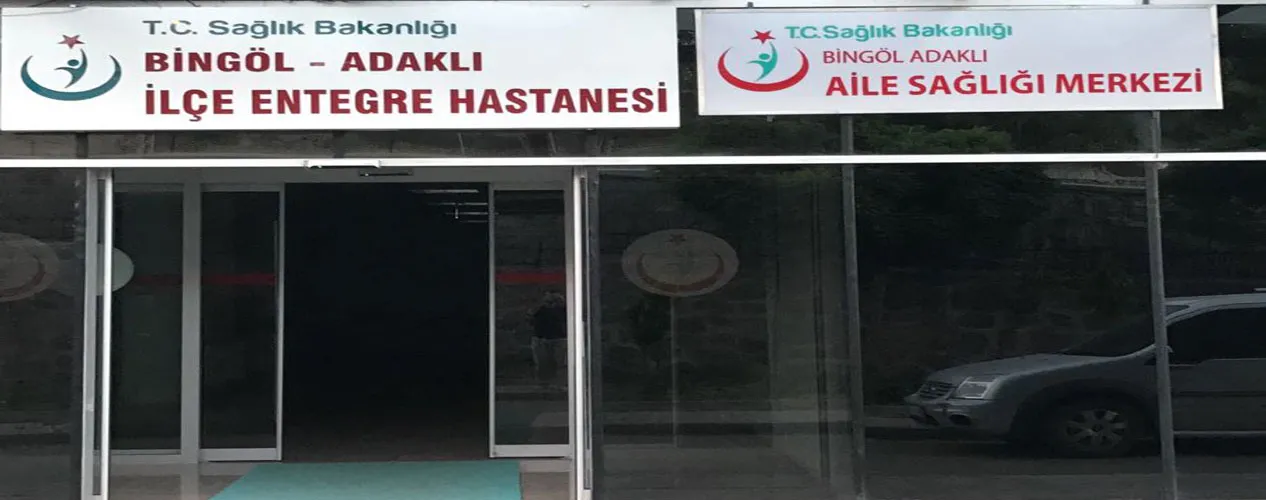 T.C. Sağlık Bakanlığı
BİNGÖL - ADAKLI
İLÇE ENTEGRE HASTANESİ
T.C. Sağlık Bakanlığı
BİNGÖL ADAKLI
AİLE SAĞLIĞI MERKEZİ